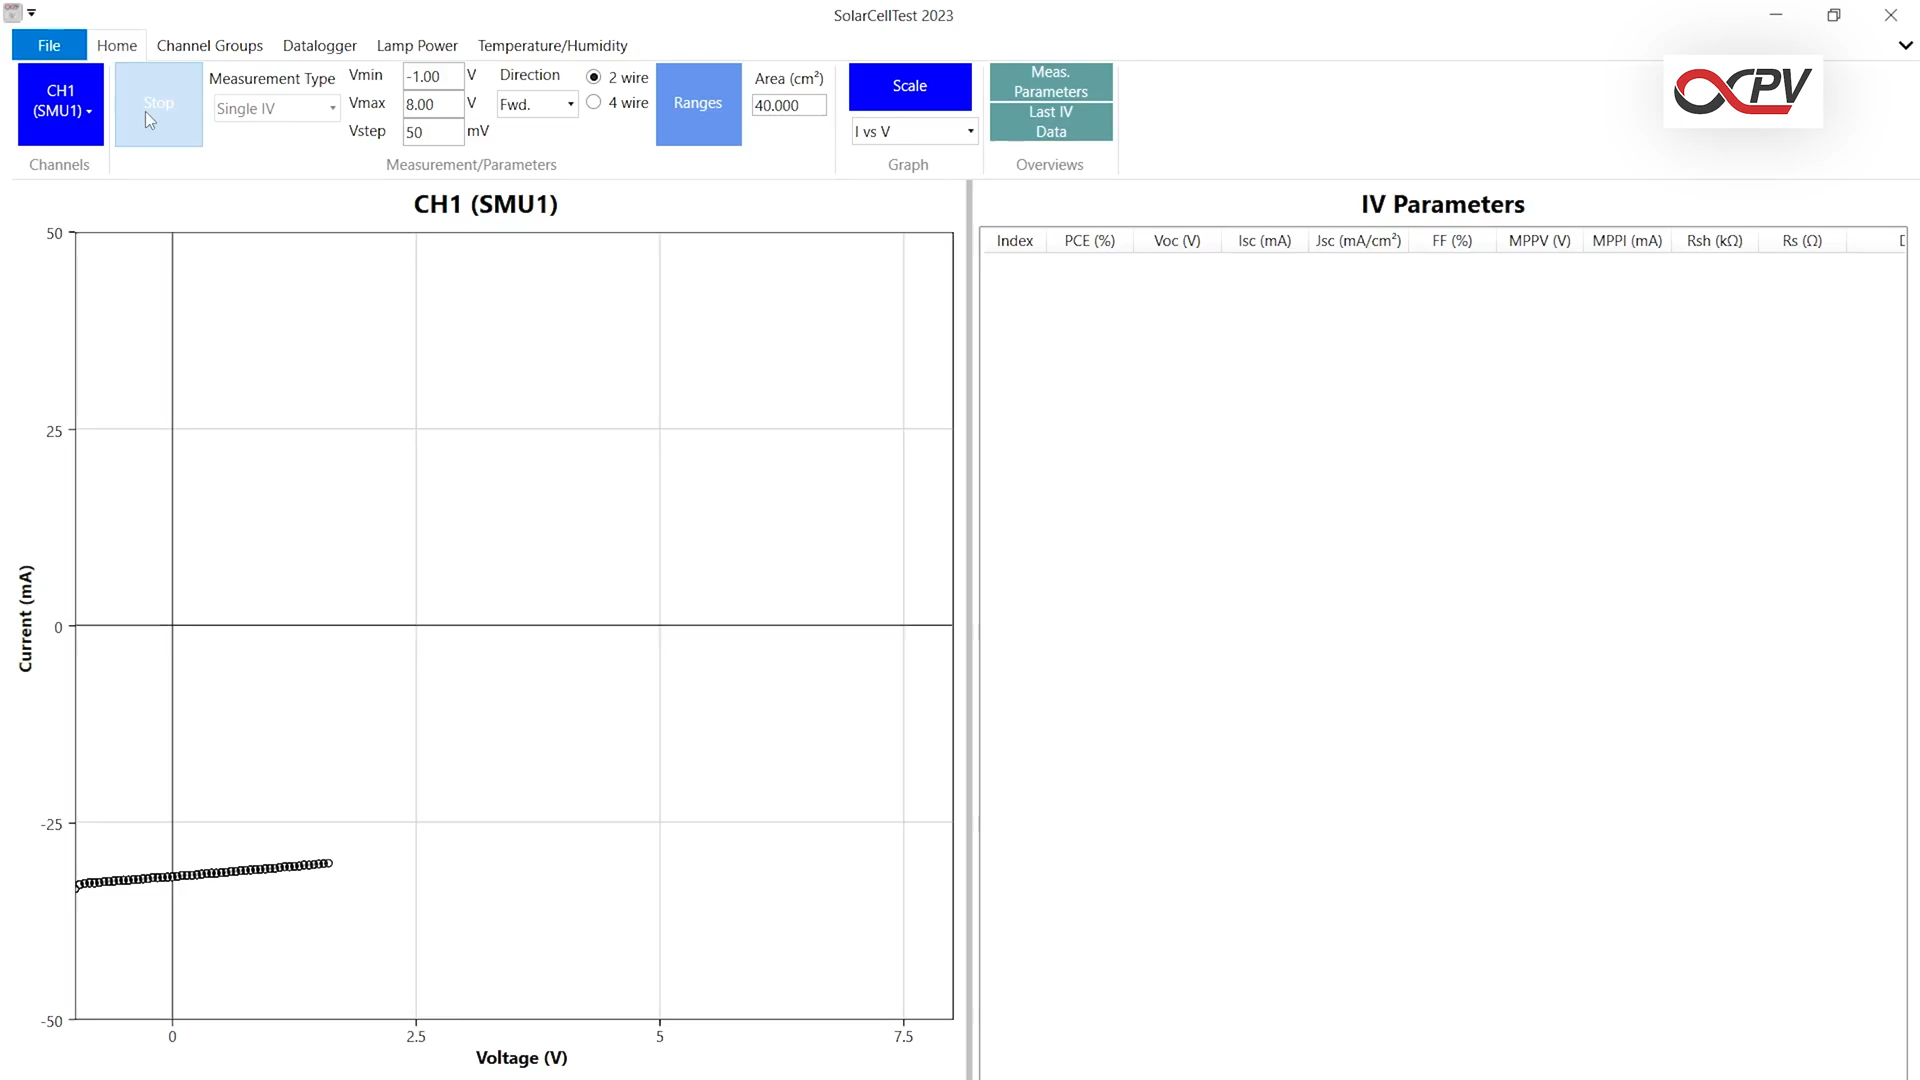 SolarCellTest 2023
File Home Channel Groups Datalogger Lamp Power Temperature/Humidity
CH1
(SMU1)
Channels
Stop
Measurement Type
Single IV
Vmin -1.00 V
Vmax 8.00 V
Vstep 50 mV
Direction
Fwd.
2 wire
4 wire
Ranges
Area (cm²)
40.000
Measurement/Parameters
Scale
I vs V
Graph
Meas.
Parameters
Last IV
Data
Overviews
PV
CH1 (SMU1)
50
25
0
-25
-50
Current (mA)
0 2.5 5 7.5
Voltage (V)
IV Parameters
Index PCE (%) Voc (V) Isc (mA) Jsc (mA/cm²) FF (%) MPPV (V) MPPI (mA) Rsh (kΩ) Rs (Ω)